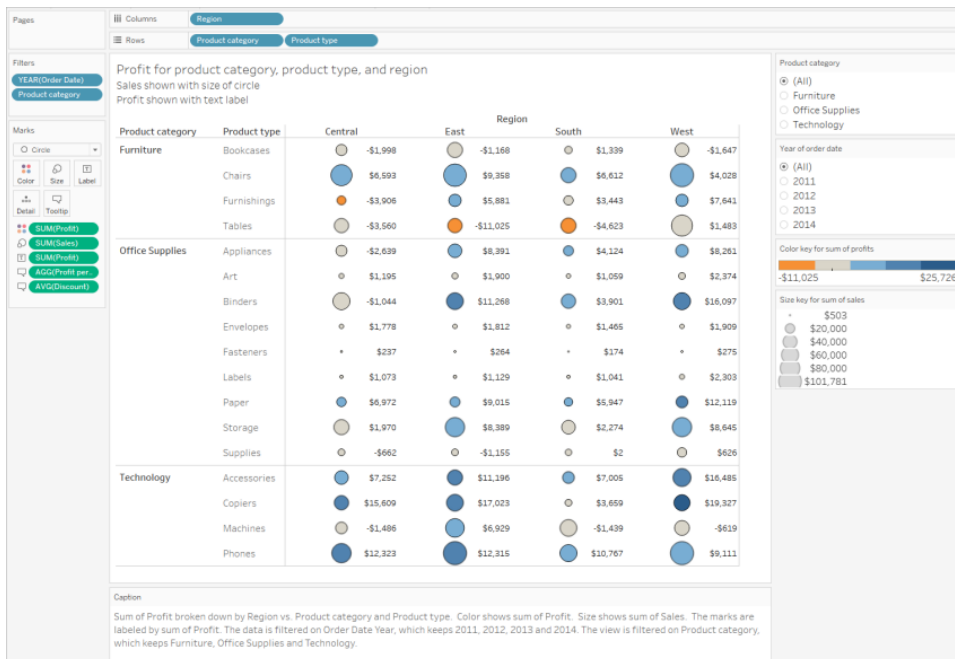 Pages
Columns
Region
Rows
Product category Product type
Filters
YEAR(Order Date)
Product category
Marks
Circle
Color Size Label
Detail Tooltip
SUM(Profit)
SUM(Sales)
SUM(Profit)
AGG(Profit per..
AVG(Discount)
Profit for product category, product type, and region
Sales shown with size of circle
Profit shown with text label
Region
Product category Product type Central East South West
Furniture Bookcases -$1,998 -$1,168 $1,339 -$1,647
Chairs $6,593 $9,358 $6,612 $4,028
Furnishings -$3,906 $5,881 $3,443 $7,641
Tables -$3,560 -$11,025 -$4,623 $1,483
Office Supplies Appliances -$2,639 $8,391 $4,124 $8,261
Art $1,195 $1,900 $1,059 $2,374
Binders -$1,044 $11,268 $3,901 $16,097
Envelopes $1,778 $1,812 $1,465 $1,909
Fasteners $237 $264 $174 $275
Labels $1,073 $1,129 $1,041 $2,303
Paper $6,972 $9,015 $5,947 $12,119
Storage $1,970 $8,389 $2,274 $8,645
Supplies -$662 -$1,155 $2 $626
Technology Accessories $7,252 $11,196 $7,005 $16,485
Copiers $15,609 $17,023 $3,659 $19,327
Machines -$1,486 $6,929 -$1,439 -$619
Phones $12,323 $12,315 $10,767 $9,111
Product category
(All)
Furniture
Office Supplies
Technology
Year of order date
(All)
2011
2012
2013
2014
Color key for sum of profits
-$11,025 $25,726
Size key for sum of sales
$503
$20,000
$40,000
$60,000
$80,000
$101,781
Caption
Sum of Profit broken down by Region vs. Product category and Product type. Color shows sum of Profit. Size shows sum of Sales. The marks are
labeled by sum of Profit. The data is filtered on Order Date Year, which keeps 2011, 2012, 2013 and 2014. The view is filtered on Product category,
which keeps Furniture, Office Supplies and Technology.